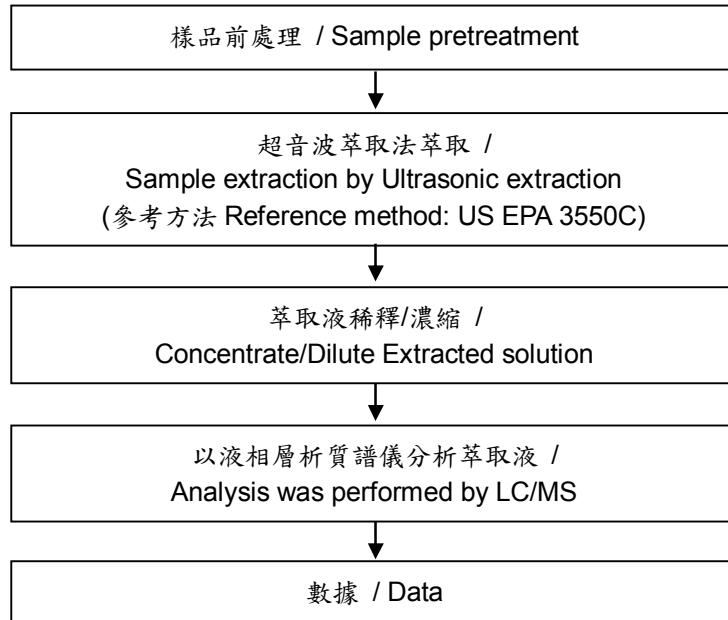 樣品前處理 / Sample pretreatment
超音波萃取法萃取 /
Sample extraction by Ultrasonic extraction
(參考方法 Reference method: US EPA 3550C)
萃取液稀釋/濃縮 /
Concentrate/Dilute Extracted solution
以液相層析質譜儀分析萃取液 /
Analysis was performed by LC/MS
數據 / Data